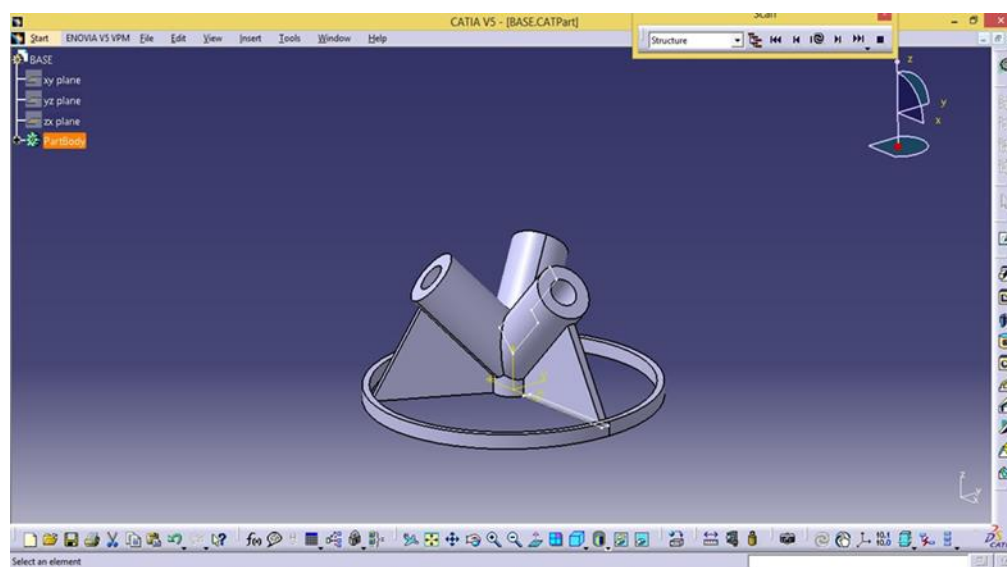 CATIA V5 - [BASE.CATPart]
Scan
Start ENOVIA V5 VPM File Edit View Insert Tools Window Help
Structure
BASE
xy plane
yz plane
zx plane
PartBody
z
y
x
z
y
x
Select an element